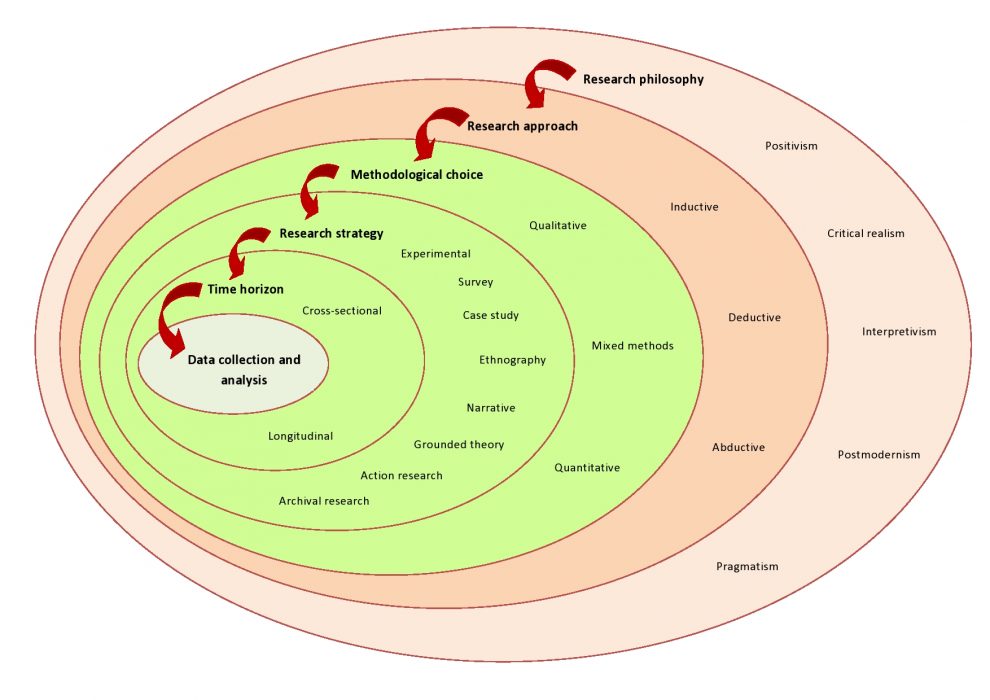 Research philosophy
Research approach
Positivism
Methodological choice
Inductive
Qualitative
Research strategy
Critical realism
Experimental
Survey
Time horizon
Cross-sectional
Case study
Deductive
Interpretivism
Mixed methods
Data collection and
analysis
Ethnography
Narrative
Longitudinal
Grounded theory
Abductive
Postmodernism
Quantitative
Action research
Archival research
Pragmatism